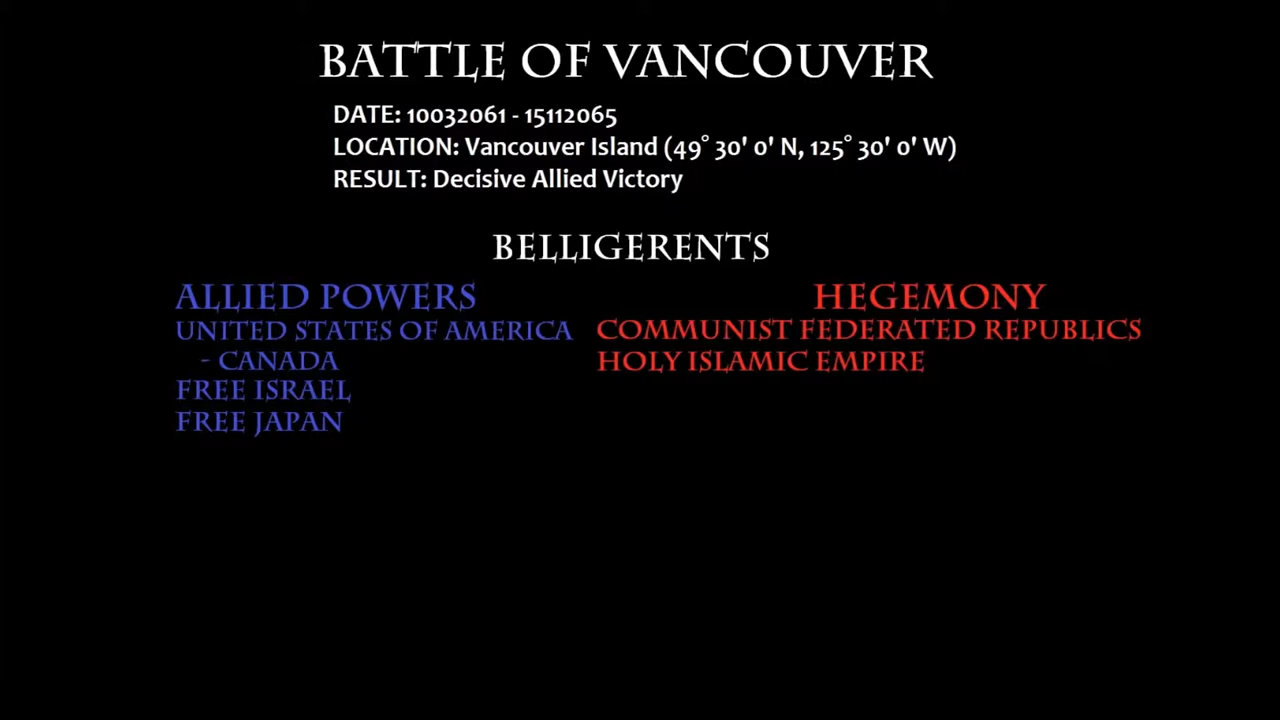 BATTLE OF VANCOUVER
DATE: 10032061 - 15112065
LOCATION: Vancouver Island (49° 30' 0' N, 125° 30' 0' W)
RESULT: Decisive Allied Victory
BELLIGERENTS
ALLIED POWERS
UNITED STATES OF AMERICA
- CANADA
FREE ISRAEL
FREE JAPAN
HEGEMONY
COMMUNIST FEDERATED REPUBLICS
HOLY ISLAMIC EMPIRE